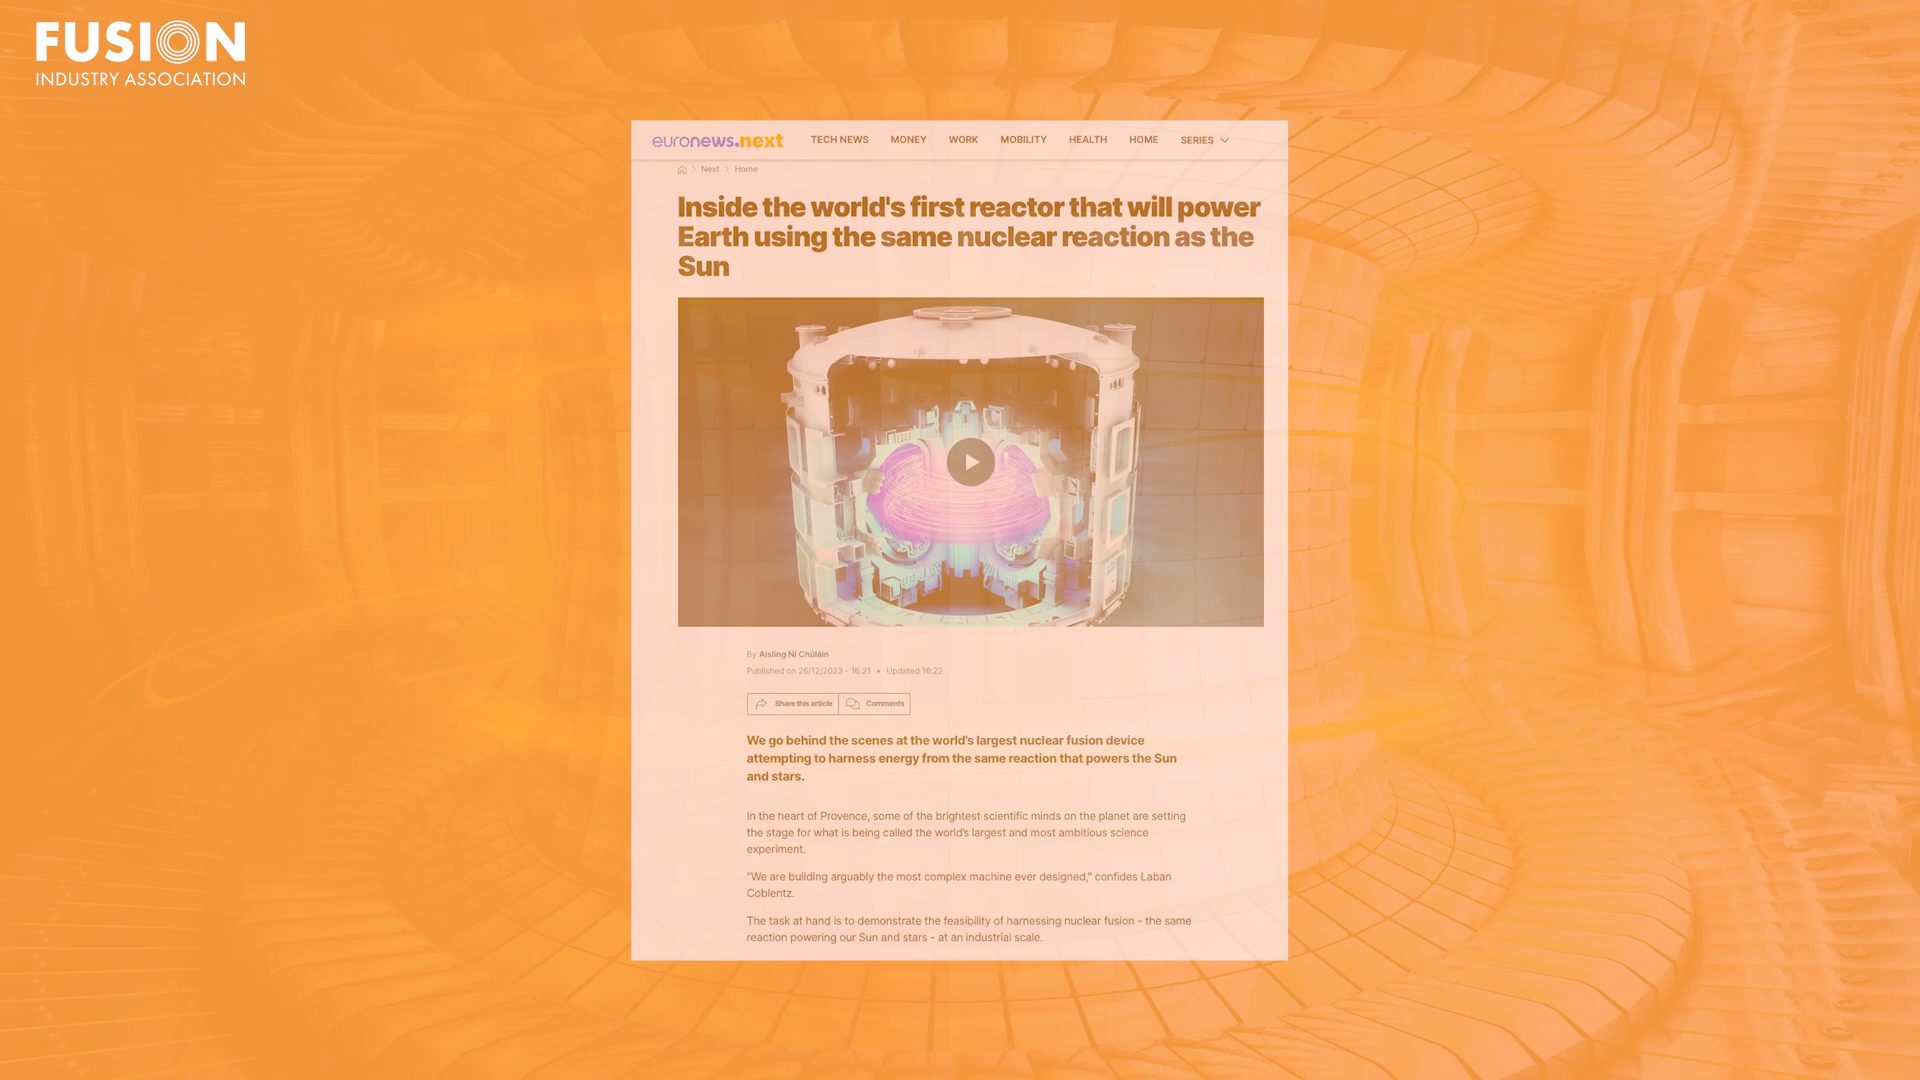 FUSION
INDUSTRY ASSOCIATION
euronews.next TECH NEWS MONEY WORK MOBILITY HEALTH HOME SERIES
Next Home
Inside the world's first reactor that will power
Earth using the same nuclear reaction as the
Sun
By Aisling Ní Chúláin
Published on 26/12/2023 - 16:21 • Updated 16:22
Share this article Comments
We go behind the scenes at the world’s largest nuclear fusion device
attempting to harness energy from the same reaction that powers the Sun
and stars.
In the heart of Provence, some of the brightest scientific minds on the planet are setting
the stage for what is being called the world’s largest and most ambitious science
experiment.
"We are building arguably the most complex machine ever designed," confides Laban
Coblentz.
The task at hand is to demonstrate the feasibility of harnessing nuclear fusion - the same
reaction powering our Sun and stars - at an industrial scale.